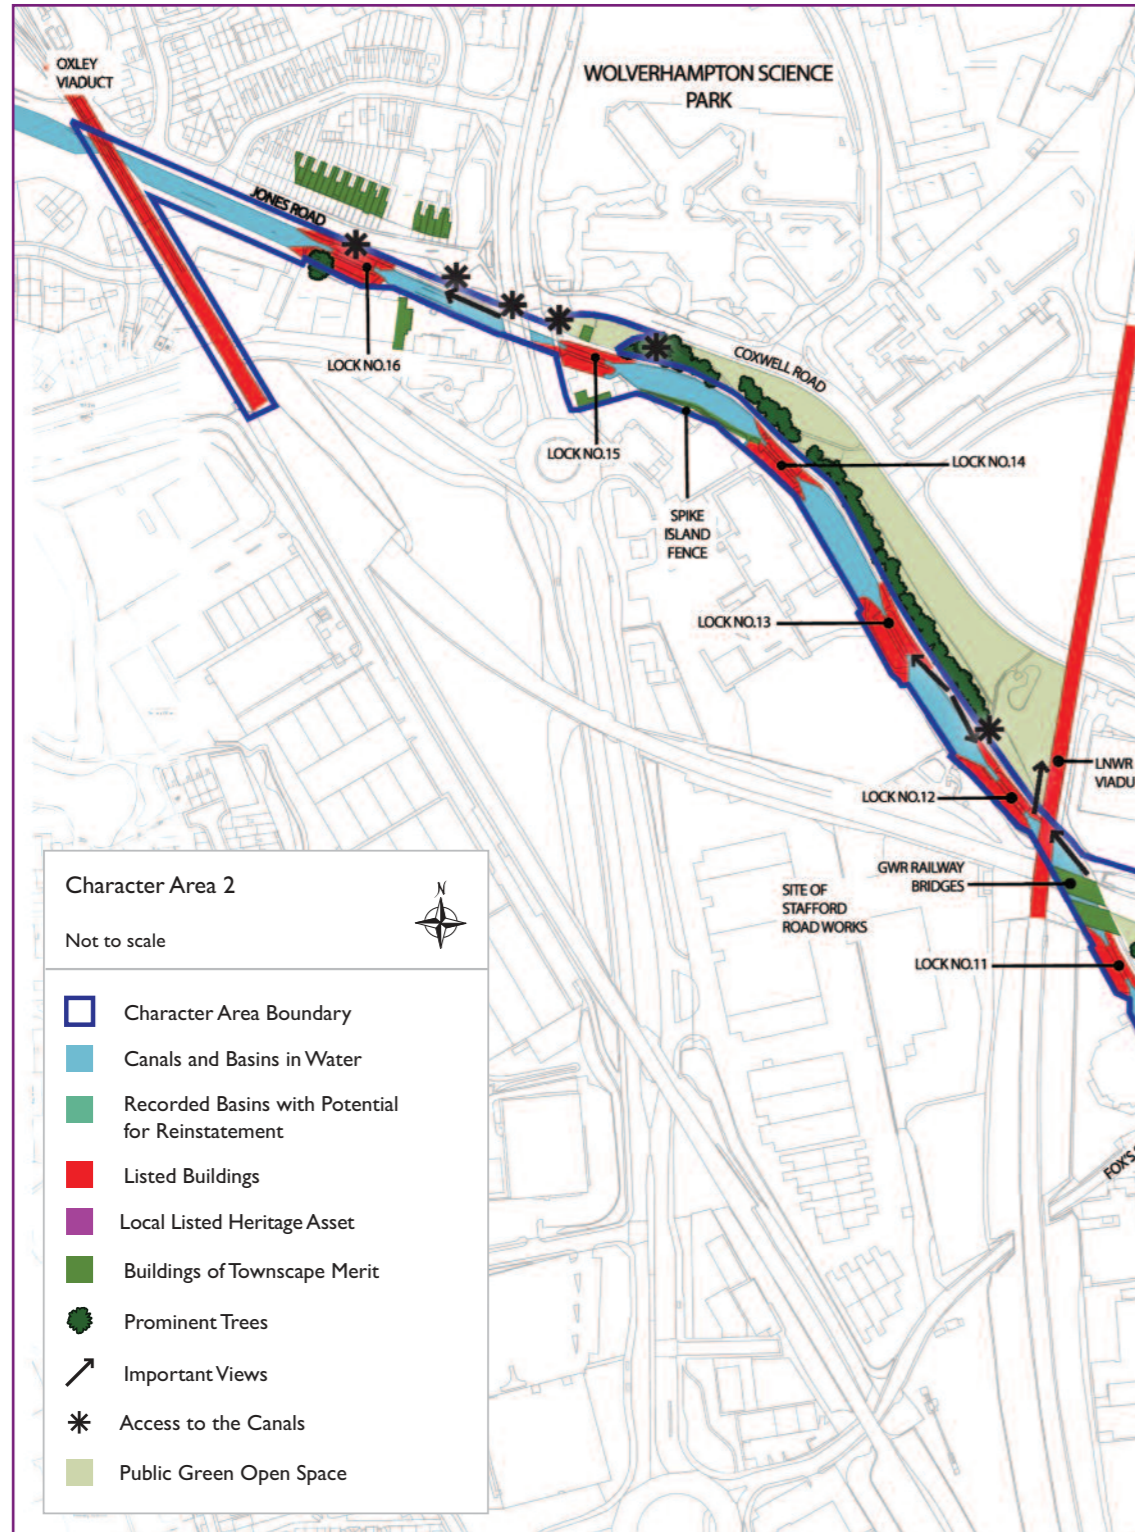 OXLEY
VIADUCT
WOLVERHAMPTON SCIENCE
PARK
JONES ROAD
LOCK NO.16
COXWELL ROAD
LOCK NO.15
LOCK NO.14
SPIKE
ISLAND
FENCE
LOCK NO.13
LNWR
VIADU
LOCK NO.12
GWR RAILWAY
BRIDGES
SITE OF
STAFFORD
ROAD WORKS
LOCK NO.11
FOX'S
Character Area 2
N
Not to scale
Character Area Boundary
Canals and Basins in Water
Recorded Basins with Potential
for Reinstatement
Listed Buildings
Local Listed Heritage Asset
Buildings of Townscape Merit
Prominent Trees
Important Views
Access to the Canals
Public Green Open Space